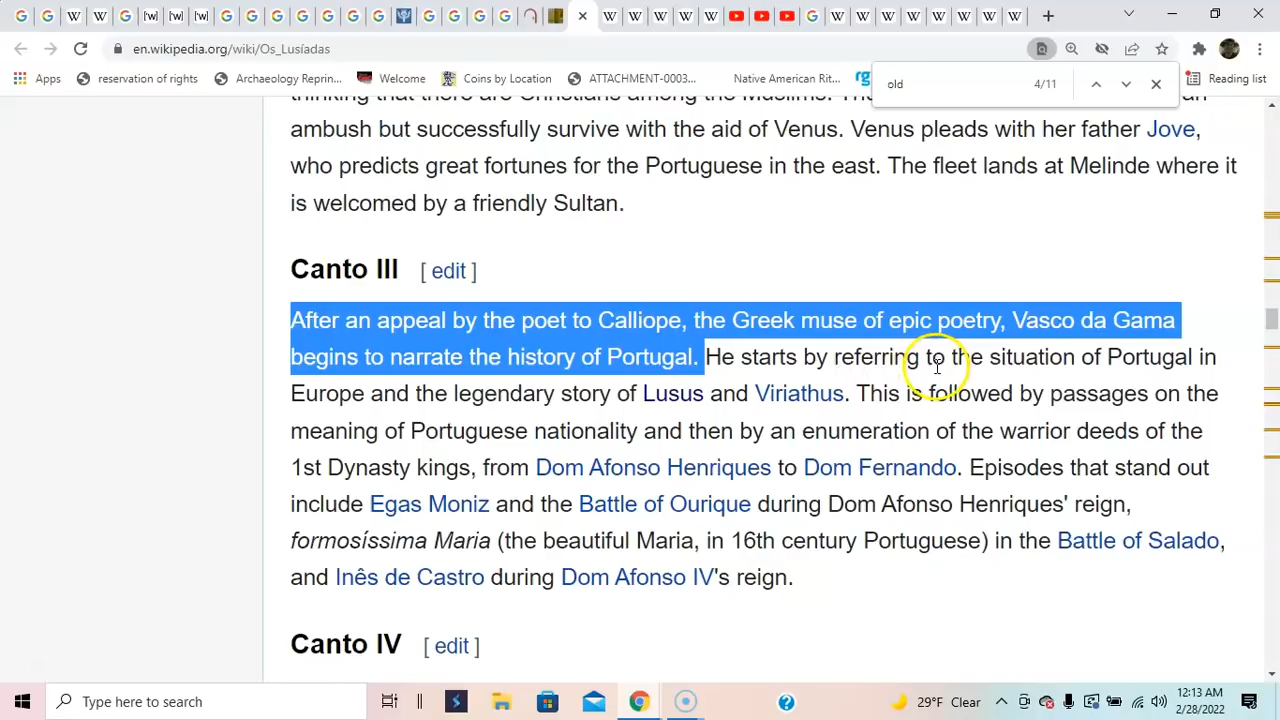 en.wikipedia.org/wiki/Os_Lusíadas
Apps reservation of rights Archaeology Reprin... Welcome Coins by Location ATTACHMENT-0003... Native American Rit... rg Reading list
old 4/11
thinking that there are Christians among the Muslims.
ambush but successfully survive with the aid of Venus. Venus pleads with her father Jove,
who predicts great fortunes for the Portuguese in the east. The fleet lands at Melinde where it
is welcomed by a friendly Sultan.
Canto III [ edit ]
After an appeal by the poet to Calliope, the Greek muse of epic poetry, Vasco da Gama
begins to narrate the history of Portugal. He starts by referring to the situation of Portugal in
Europe and the legendary story of Lusus and Viriathus. This is followed by passages on the
meaning of Portuguese nationality and then by an enumeration of the warrior deeds of the
1st Dynasty kings, from Dom Afonso Henriques to Dom Fernando. Episodes that stand out
include Egas Moniz and the Battle of Ourique during Dom Afonso Henriques' reign,
formosíssima Maria (the beautiful Maria, in 16th century Portuguese) in the Battle of Salado,
and Inês de Castro during Dom Afonso IV's reign.
Canto IV [ edit ]
Type here to search
29°F Clear
12:13 AM
2/28/2022